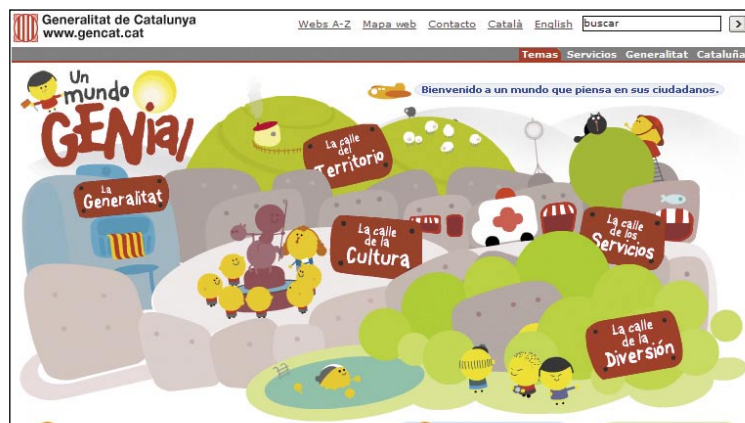 Generalitat de Catalunya
www.gencat.cat
Webs A-Z Mapa web Contacto Català English buscar
Temas Servicios Generalitat Cataluña
Un
mundo
GENial
Bienvenido a un mundo que piensa en sus ciudadanos.
La calle
del
Territorio
La
Generalitat
La calle
de la
Cultura
La calle
de los
Servicios
La calle
de la
Diversión